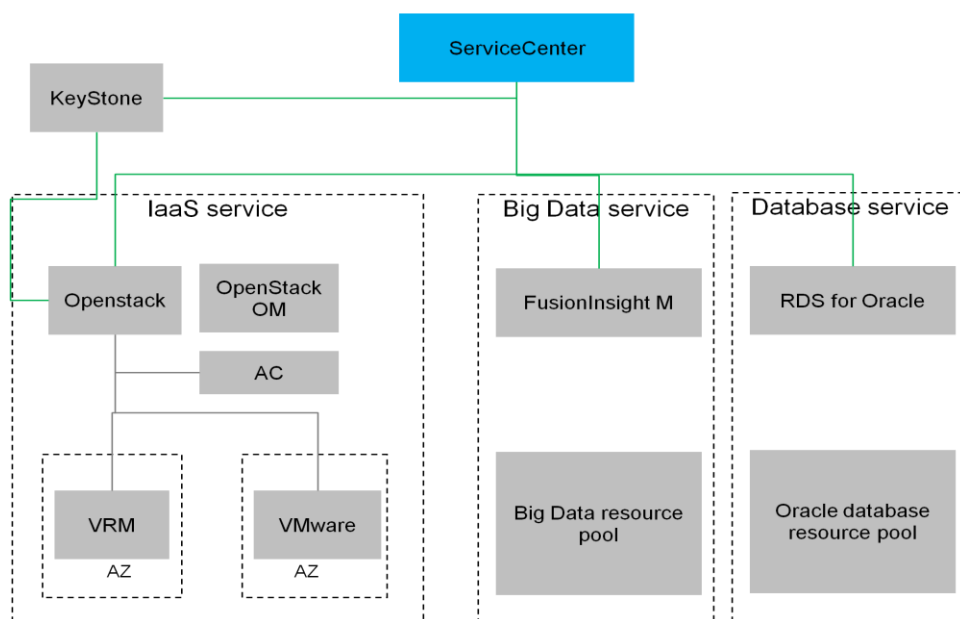 ServiceCenter
KeyStone
IaaS service
Big Data service
Database service
Openstack
OpenStack
OM
FusionInsight M
RDS for Oracle
AC
VRM
VMware
Big Data resource
pool
Oracle database
resource pool
AZ
AZ